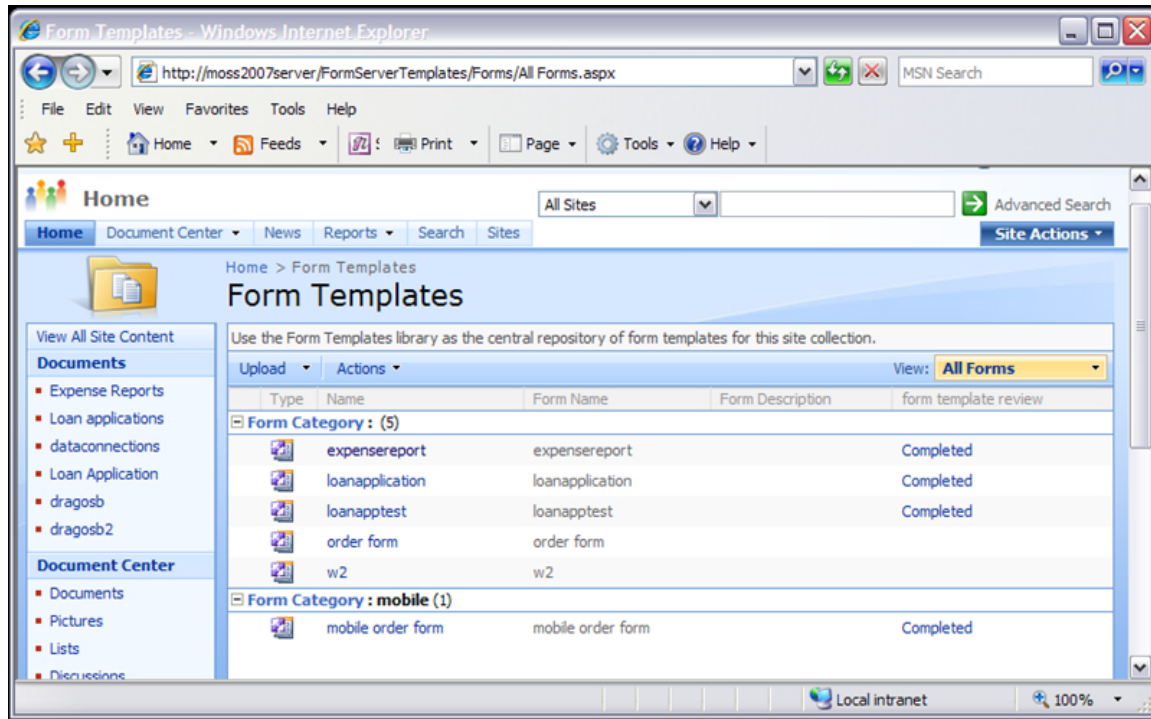 Form Templates - Windows Internet Explorer
http://moss2007server/FormServerTemplates/Forms/All Forms.aspx MSN Search
File Edit View Favorites Tools Help
Home Feeds Print Page Tools Help
Home All Sites Advanced Search
Home Document Center News Reports Search Sites Site Actions
Home > Form Templates
Form Templates
View All Site Content Use the Form Templates library as the central repository of form templates for this site collection.
Documents Upload Actions View: All Forms
Expense Reports Type Name Form Name Form Description form template review
Loan applications Form Category : (5)
dataconnections expensereport expensereport Completed
Loan Application loanapplication loanapplication Completed
dragosb loanapptest loanapptest Completed
dragosb2 order form order form
Document Center w2 w2
Documents Form Category : mobile (1)
Pictures mobile order form mobile order form Completed
Lists
Discussions
Local intranet 100%